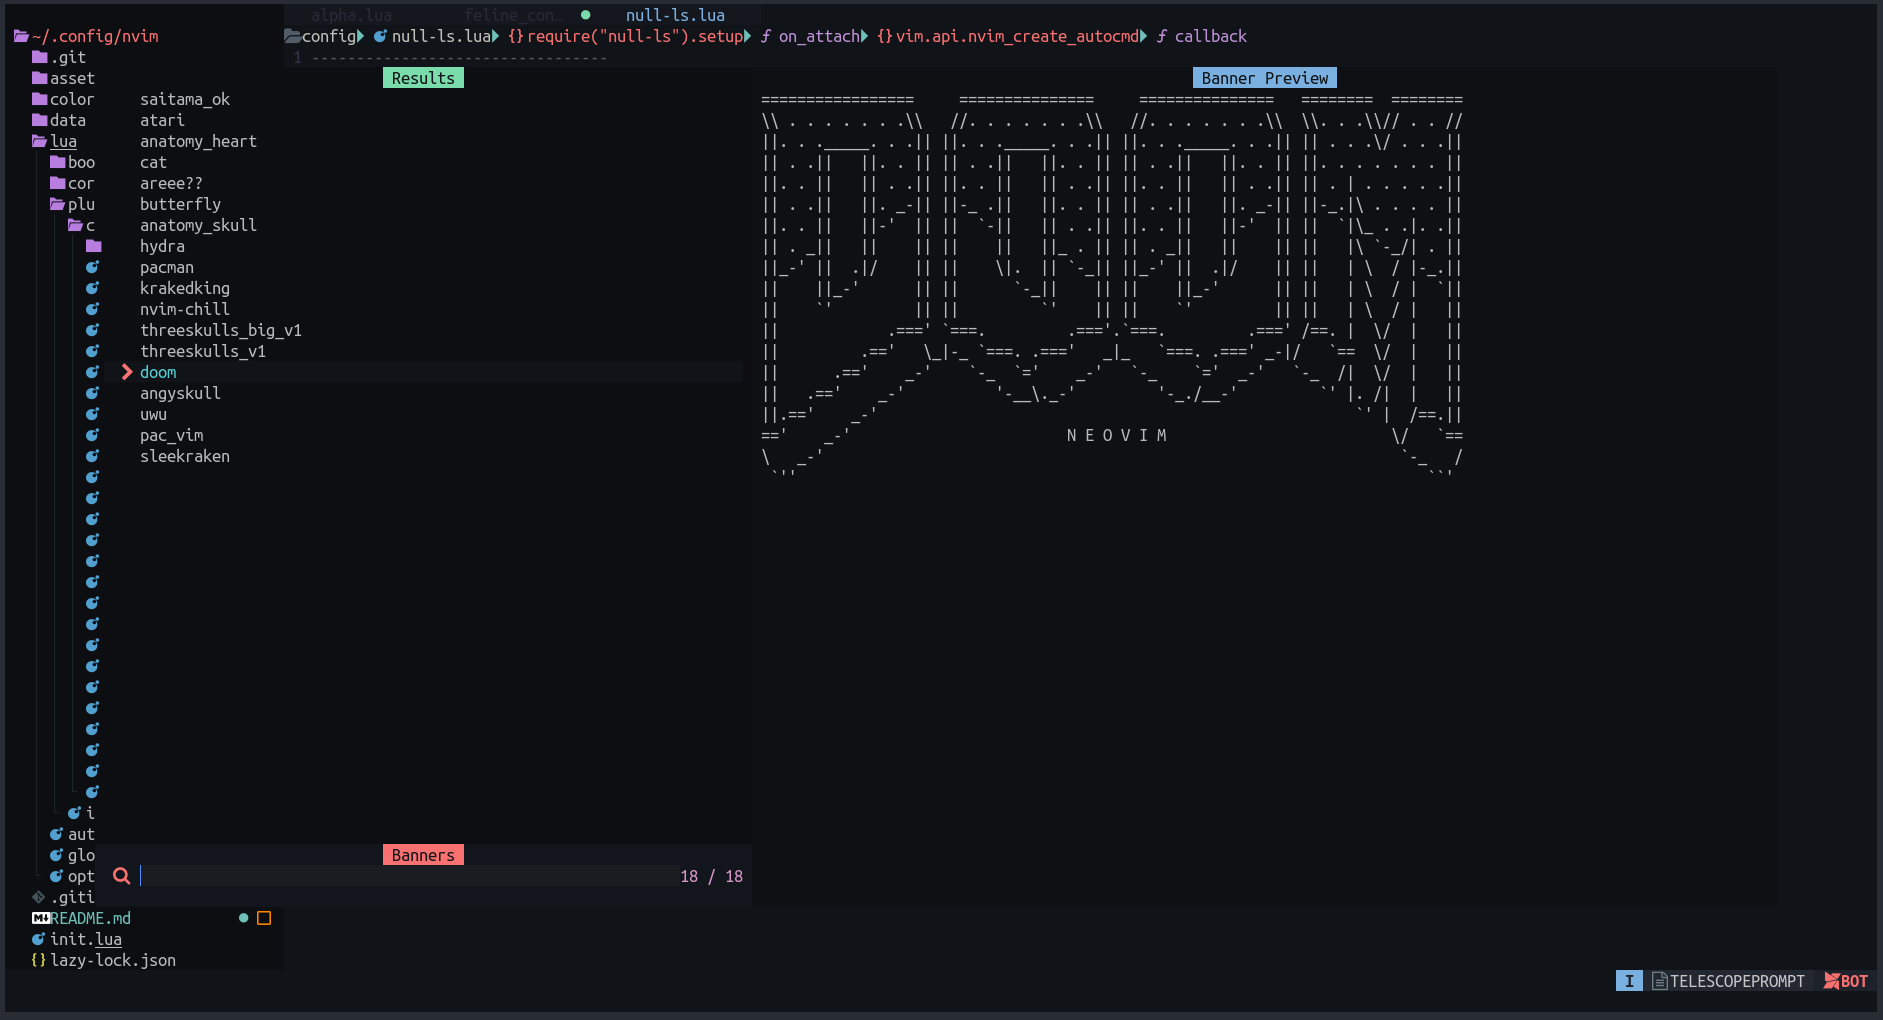 alpha.lua feline_con… null-ls.lua
~/.config/nvim
config null-ls.lua {}require("null-ls").setup ƒ on_attach {}vim.api.nvim_create_autocmd ƒ callback
1 ---------------------------------
.git
asset
color
data
lua
boo
cor
plu
c
i
aut
glo
opt
.giti
README.md
init.lua
{}lazy-lock.json
Results
saitama_ok
atari
anatomy_heart
cat
areee??
butterfly
anatomy_skull
hydra
pacman
krakedking
nvim-chill
threeskulls_big_v1
threeskulls_v1
doom
angyskull
uwu
pac_vim
sleekraken
Banners
18 / 18
Banner Preview
N E O V I M
I TELESCOPEPROMPT BOT